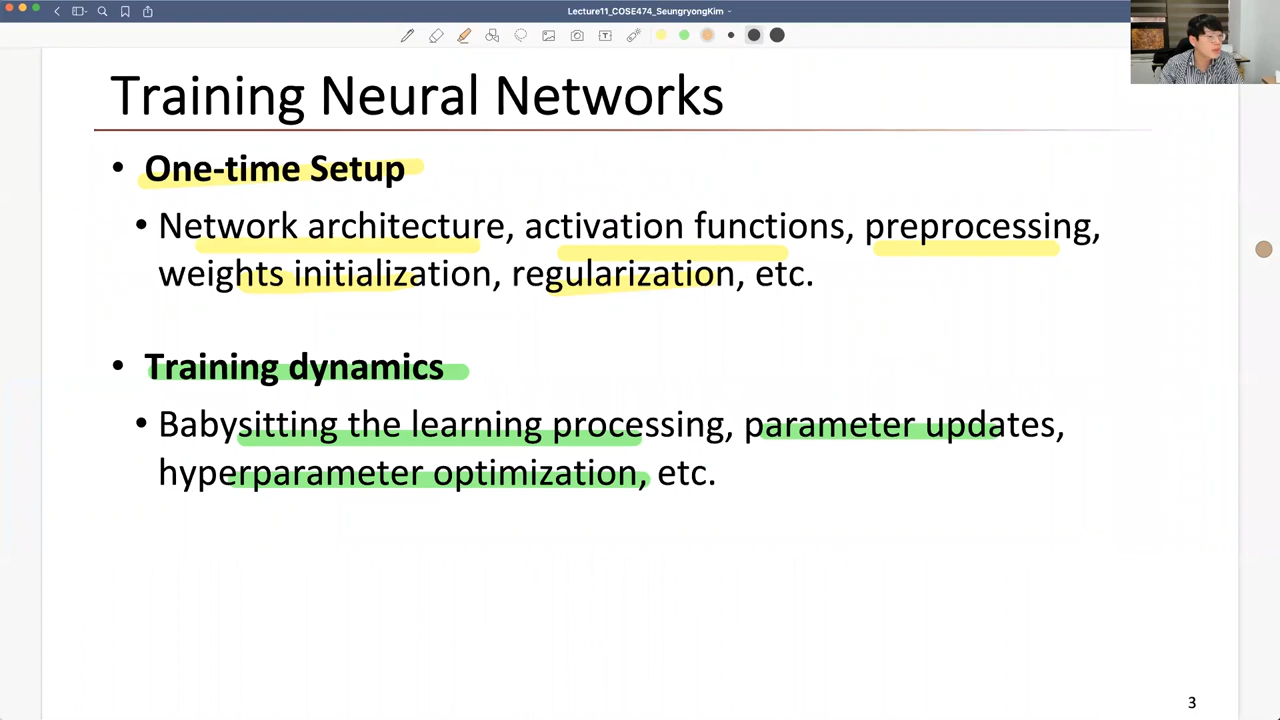 Lecture11_COSE474_SeungryongKim
Training Neural Networks
• One-time Setup
• Network architecture, activation functions, preprocessing,
weights initialization, regularization, etc.
• Training dynamics
• Babysitting the learning processing, parameter updates,
hyperparameter optimization, etc.
3